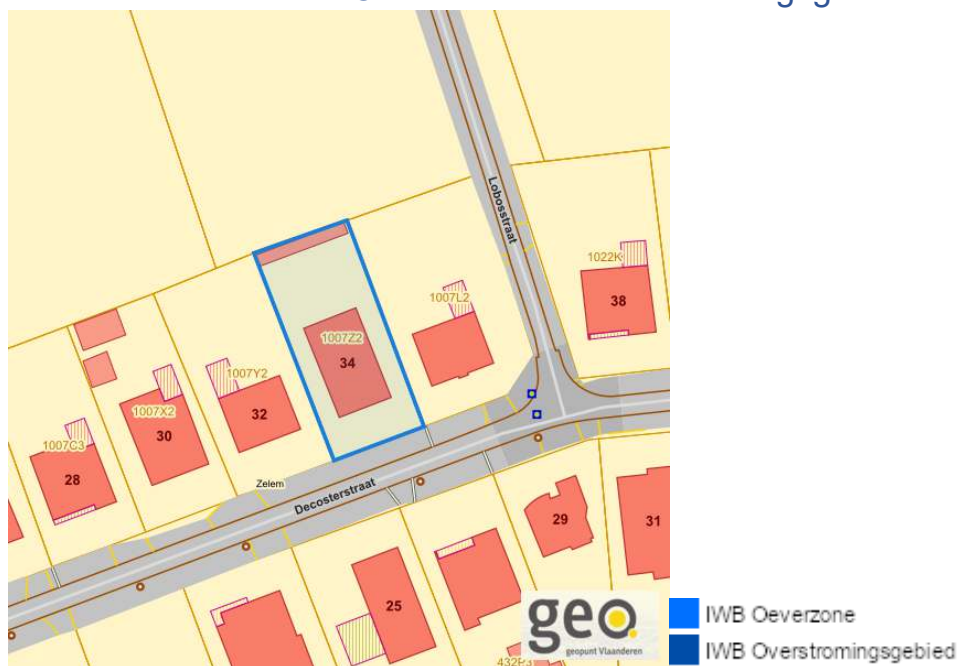 Lobosstraat
1022K
38
1007L2
1007Z2
34
1007Y2
32
1007X2
30
1007C3
28
Zelem
Decosterstraat
29
31
25
432P3
geo.
geopunt Vlaanderen
IWB Oeverzone
IWB Overstromingsgebied